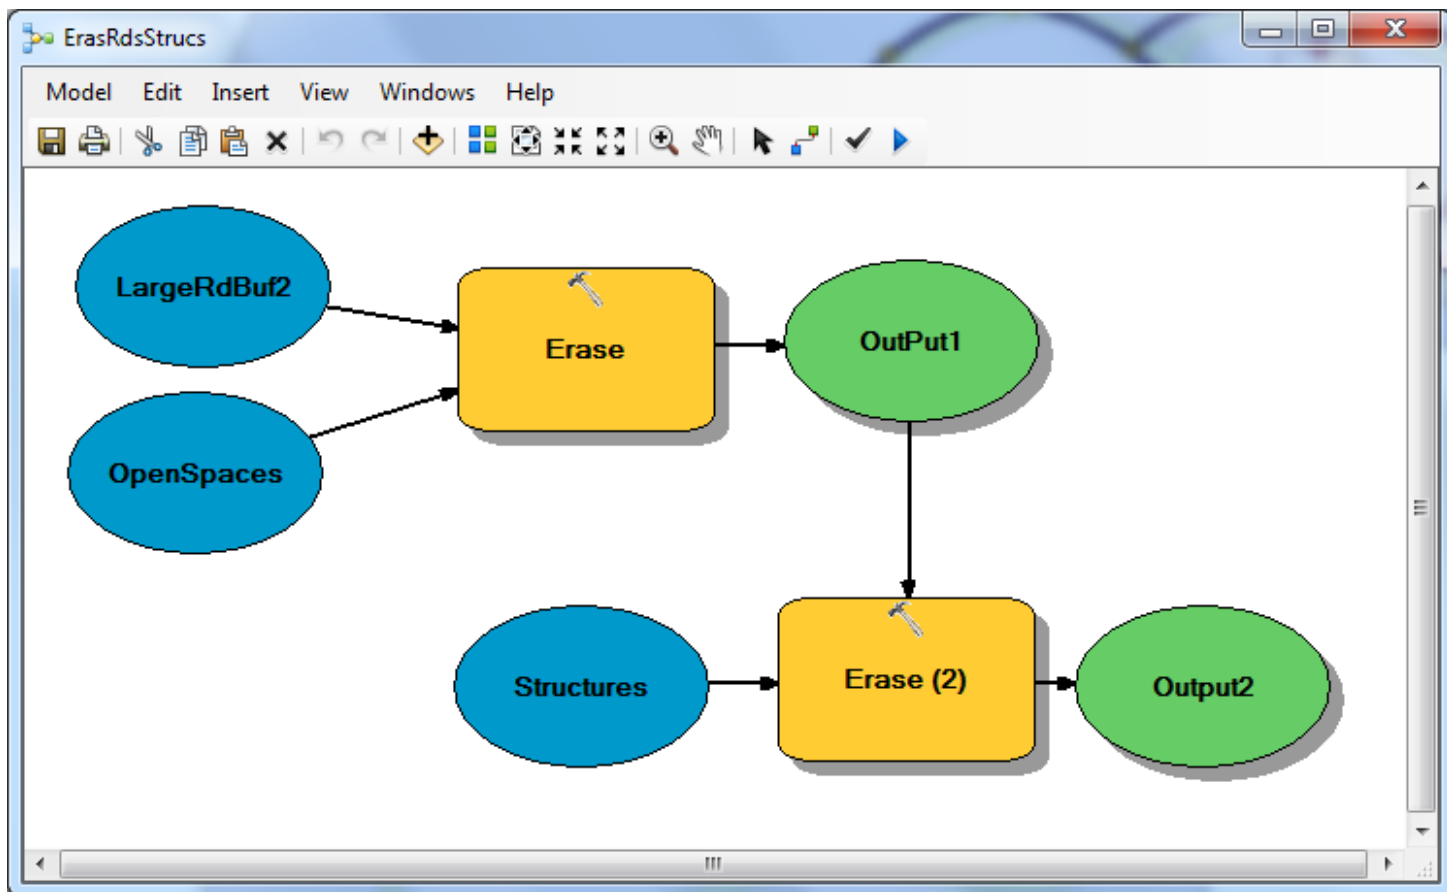 ErasRdsStrucs
Model Edit Insert View Windows Help
LargeRdBuf2
Erase
OutPut1
OpenSpaces
Structures
Erase (2)
Output2